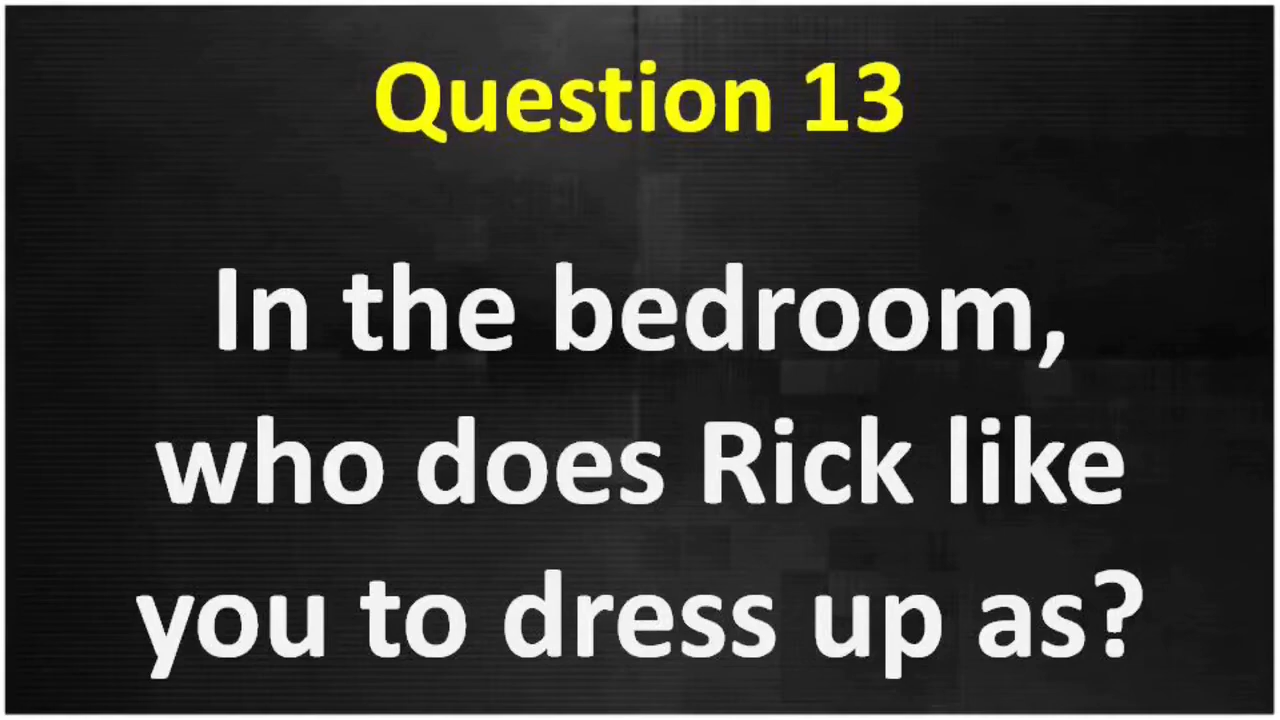 Question 13
In the bedroom,
who does Rick like
you to dress up as?